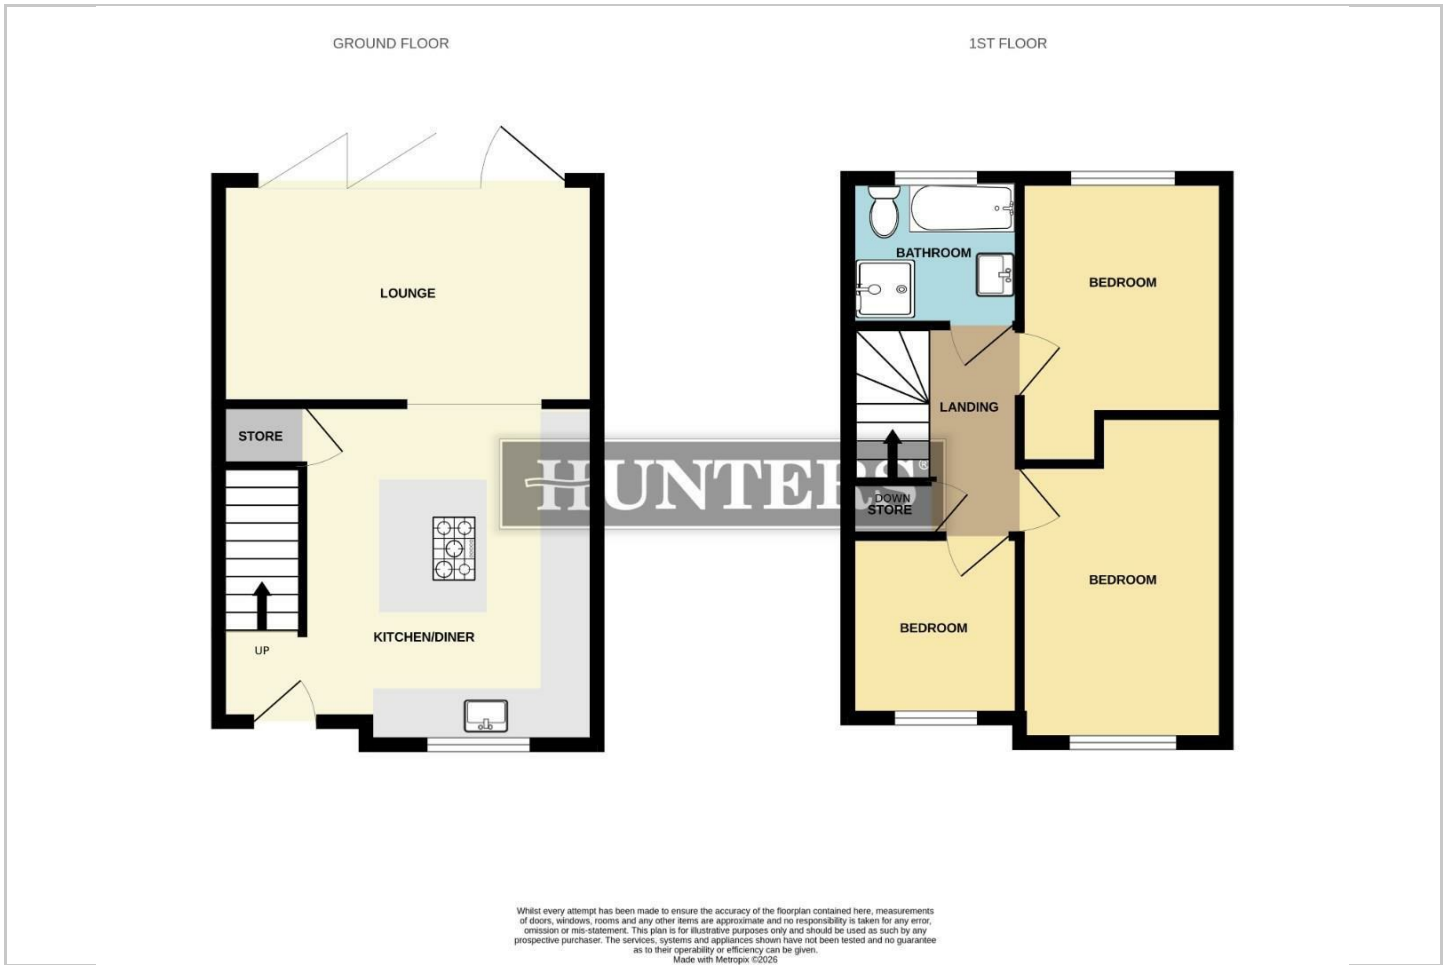 GROUND FLOOR
1ST FLOOR
LOUNGE
STORE
UP
KITCHEN/DINER
BATHROOM
BEDROOM
LANDING
DOWN
STORE
BEDROOM
BEDROOM
HUNTERS®
Whilst every attempt has been made to ensure the accuracy of the floorplan contained here, measurements
of doors, windows, rooms and any other items are approximate and no responsibility is taken for any error,
omission or mis-statement. This plan is for illustrative purposes only and should be used as such by any
prospective purchaser. The services, systems and appliances shown have not been tested and no guarantee
as to their operability or efficiency can be given.
Made with Metropix ©2026